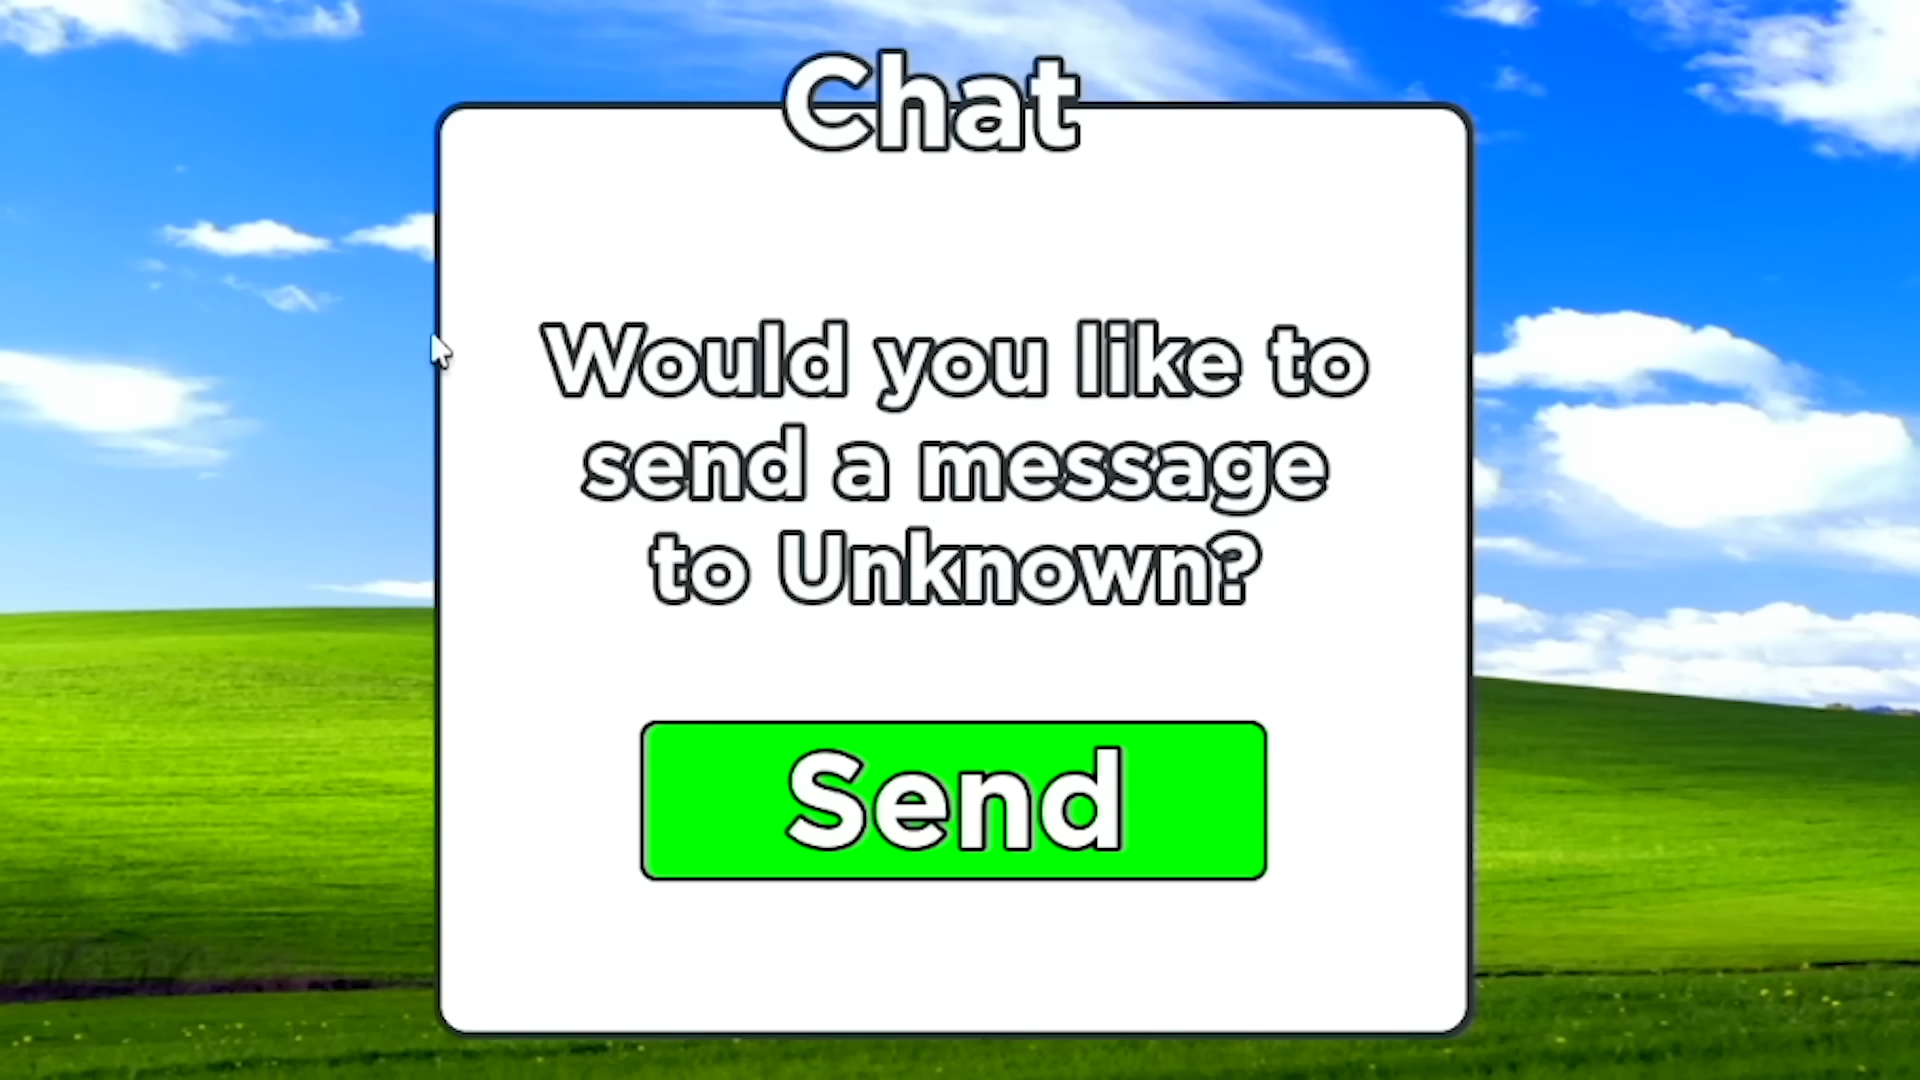 Chat
Would you like to
send a message
to Unknown?
Send